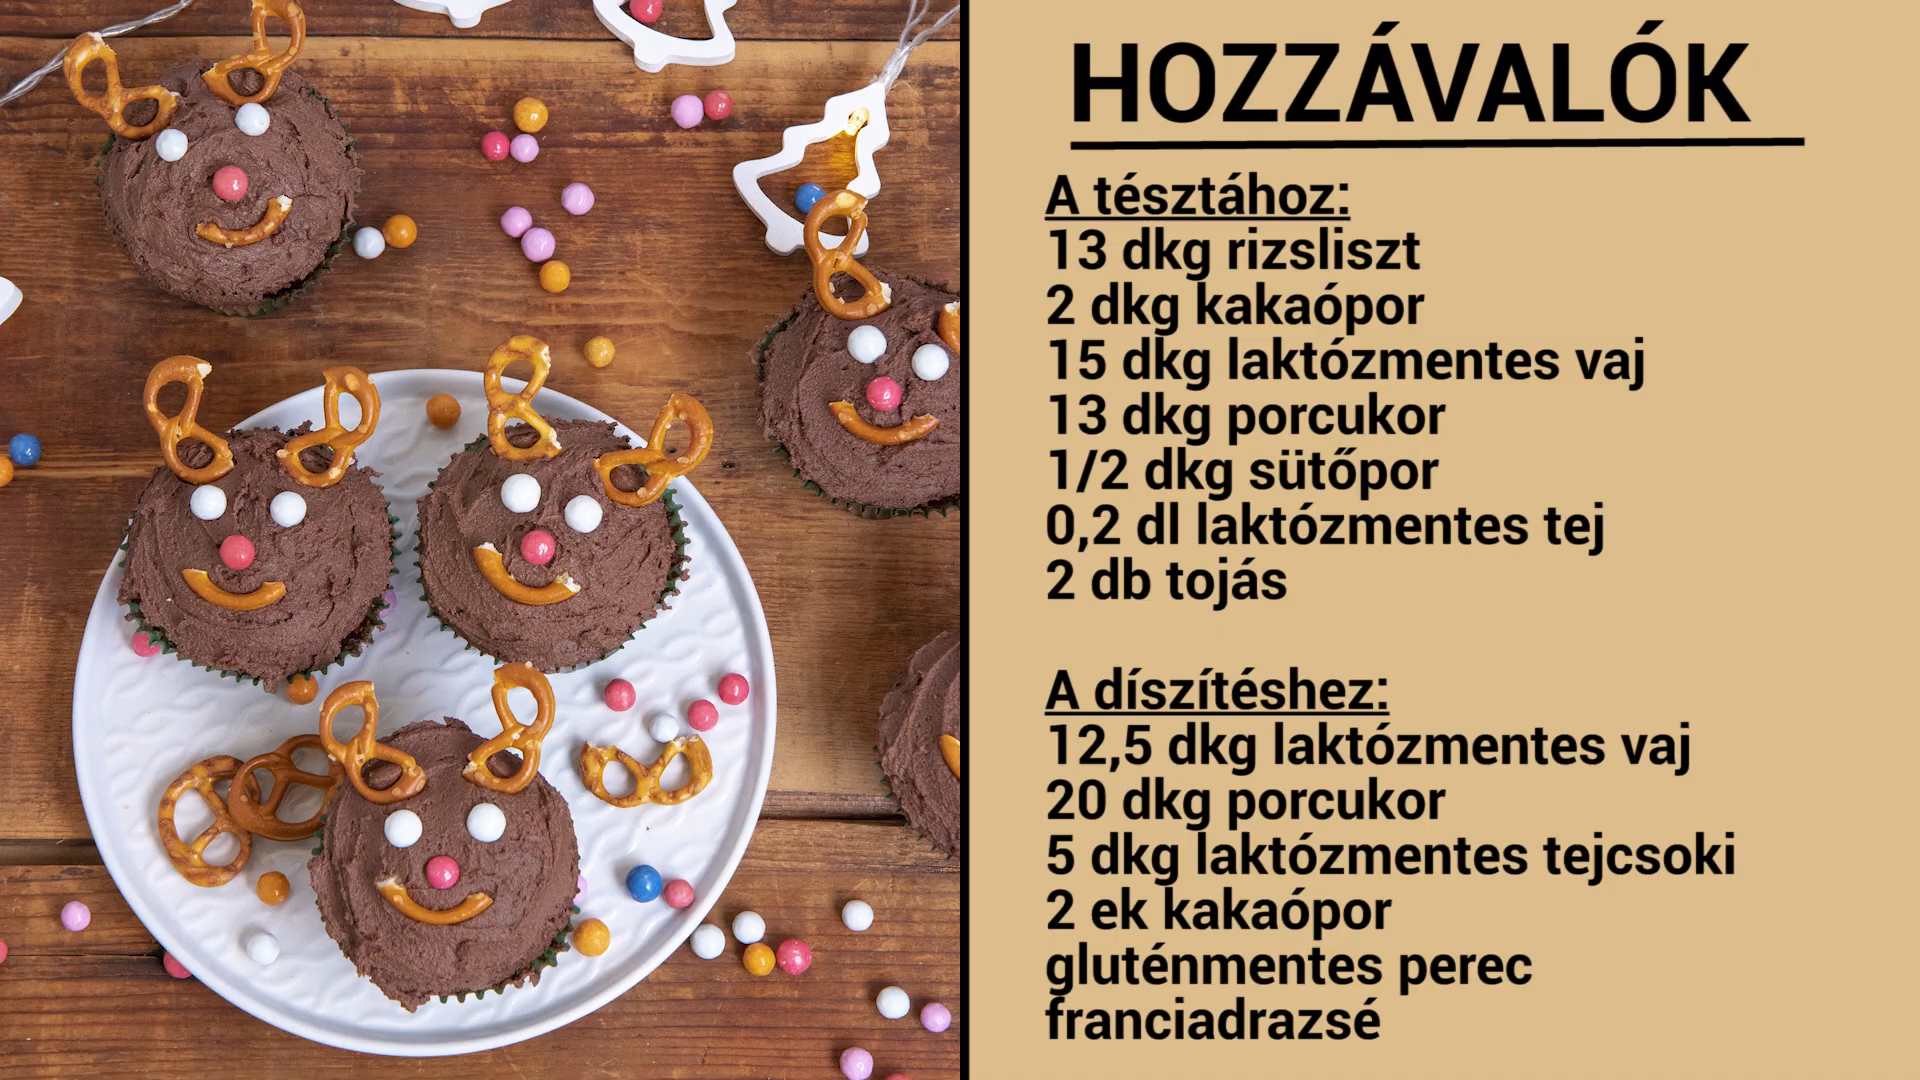 HOZZÁVALÓK
A tésztához:
13 dkg rizsliszt
2 dkg kakaópor
15 dkg laktózmentes vaj
13 dkg porcukor
1/2 dkg sütőpor
0,2 dl laktózmentes tej
2 db tojás
A díszítéshez:
12,5 dkg laktózmentes vaj
20 dkg porcukor
5 dkg laktózmentes tejcsoki
2 ek kakaópor
gluténmentes perec
franciadrazsé